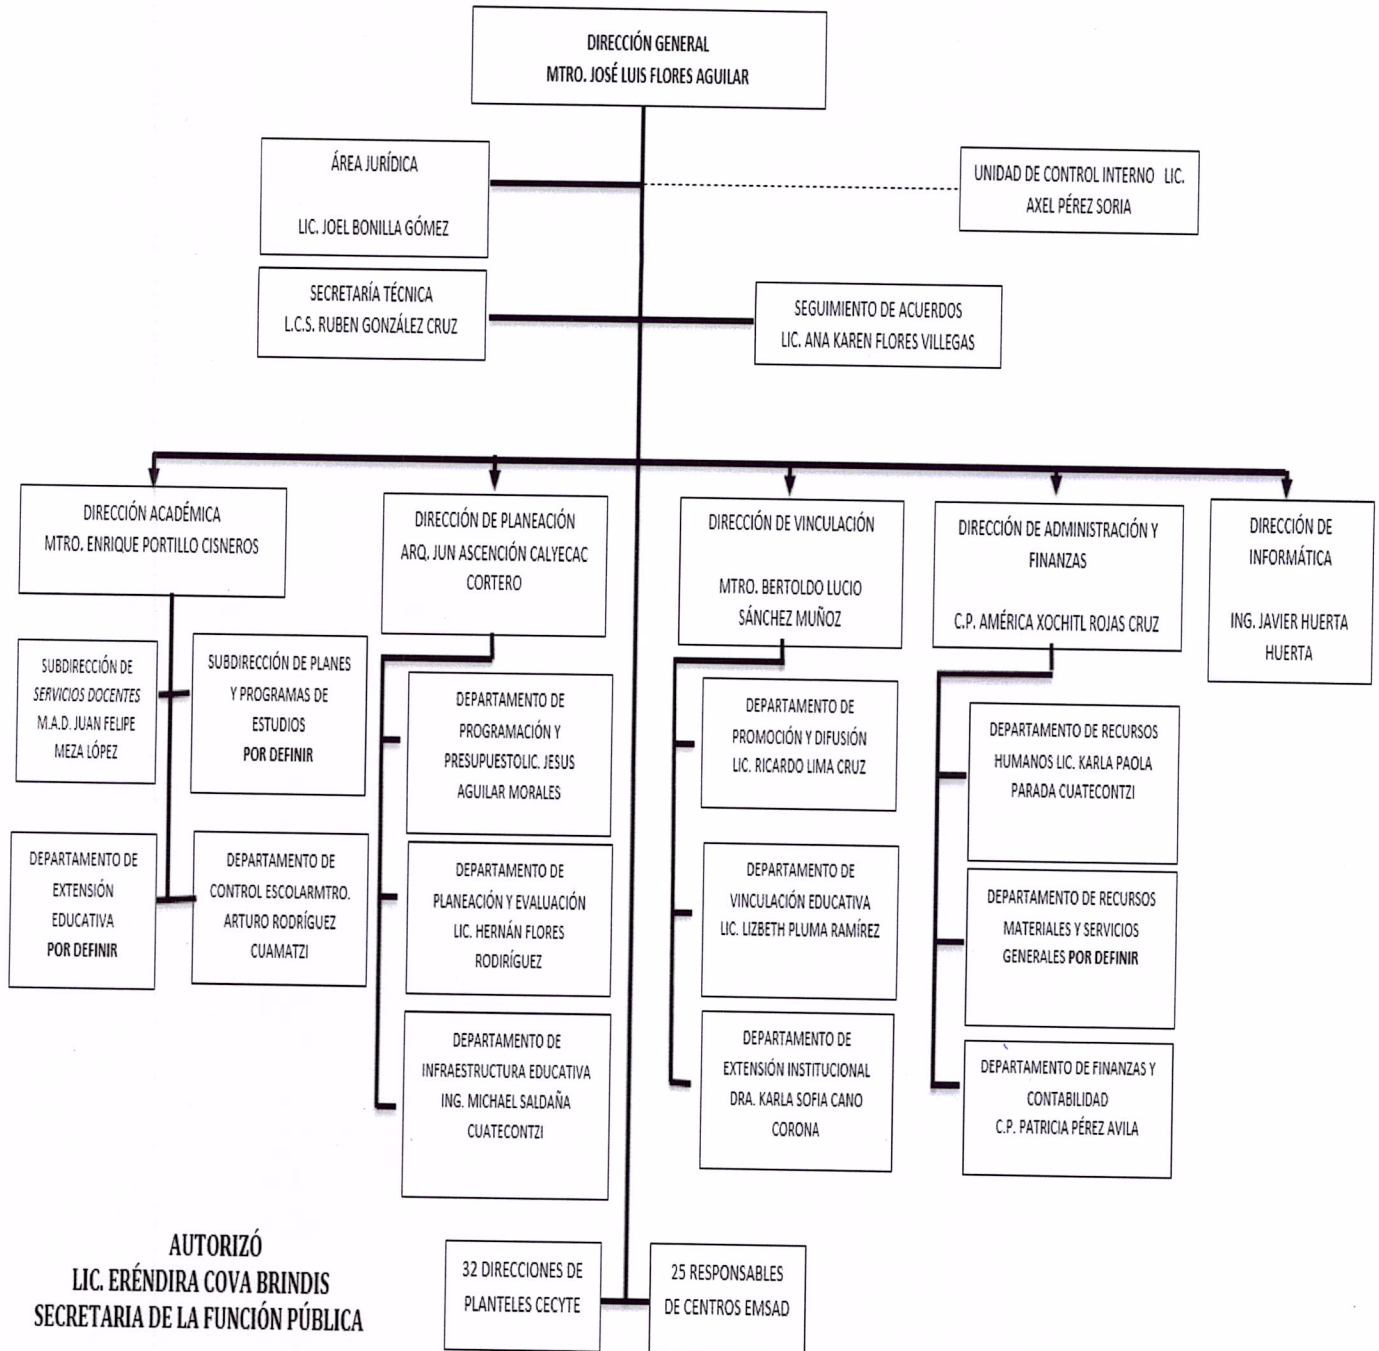 DIRECCIÓN GENERAL
MTRO. JOSÉ LUIS FLORES AGUILAR
ÁREA JURÍDICA
LIC. JOEL BONILLA GÓMEZ
UNIDAD DE CONTROL INTERNO LIC.
AXEL PÉREZ SORIA
SECRETARÍA TÉCNICA
L.C.S. RUBEN GONZÁLEZ CRUZ
SEGUIMIENTO DE ACUERDOS
LIC. ANA KAREN FLORES VILLEGAS
DIRECCIÓN ACADÉMICA
MTRO. ENRIQUE PORTILLO CISNEROS
DIRECCIÓN DE PLANEACIÓN
ARQ. JUN ASCENCIÓN CALYECAC
CORTERO
DIRECCIÓN DE VINCULACIÓN
MTRO. BERTOLDO LUCIO
SÁNCHEZ MUÑOZ
DIRECCIÓN DE ADMINISTRACIÓN Y
FINANZAS
C.P. AMÉRICA XOCHITL ROJAS CRUZ
DIRECCIÓN DE
INFORMÁTICA
ING. JAVIER HUERTA
HUERTA
SUBDIRECCIÓN DE
SERVICIOS DOCENTES
M.A.D. JUAN FELIPE
MEZA LÓPEZ
SUBDIRECCIÓN DE PLANES
Y PROGRAMAS DE
ESTUDIOS
POR DEFINIR
DEPARTAMENTO DE
EXTENSIÓN
EDUCATIVA
POR DEFINIR
DEPARTAMENTO DE
CONTROL ESCOLARMTRO.
ARTURO RODRÍGUEZ
CUAMATZI
DEPARTAMENTO DE
PROGRAMACIÓN Y
PRESUPUESTOLIC. JESUS
AGUILAR MORALES
DEPARTAMENTO DE
PLANEACIÓN Y EVALUACIÓN
LIC. HERNÁN FLORES
RODIRÍGUEZ
DEPARTAMENTO DE
INFRAESTRUCTURA EDUCATIVA
ING. MICHAEL SALDAÑA
CUATECONTZI
DEPARTAMENTO DE
PROMOCIÓN Y DIFUSIÓN
LIC. RICARDO LIMA CRUZ
DEPARTAMENTO DE
VINCULACIÓN EDUCATIVA
LIC. LIZBETH PLUMA RAMÍREZ
DEPARTAMENTO DE
EXTENSIÓN INSTITUCIONAL
DRA. KARLA SOFIA CANO
CORONA
DEPARTAMENTO DE RECURSOS
HUMANOS LIC. KARLA PAOLA
PARADA CUATECONTZI
DEPARTAMENTO DE RECURSOS
MATERIALES Y SERVICIOS
GENERALES POR DEFINIR
DEPARTAMENTO DE FINANZAS Y
CONTABILIDAD
C.P. PATRICIA PÉREZ AVILA
32 DIRECCIONES DE
PLANTELES CECYTE
25 RESPONSABLES
DE CENTROS EMSAD
AUTORIZÓ
LIC. ERÉNDIRA COVA BRINDIS
SECRETARIA DE LA FUNCIÓN PÚBLICA